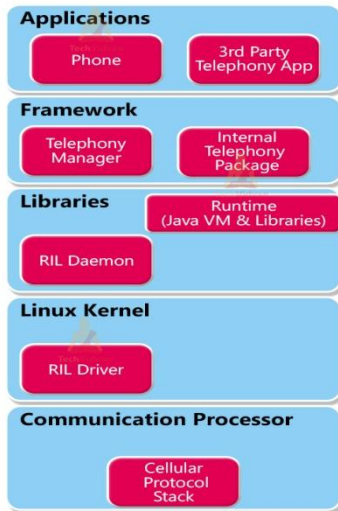 Applications
Phone
3rd Party
Telephony App
Framework
Telephony
Manager
Internal
Telephony
Package
Libraries
Runtime
(Java VM & Libraries)
RIL Daemon
Linux Kernel
RIL Driver
Communication Processor
Cellular
Protocol
Stack